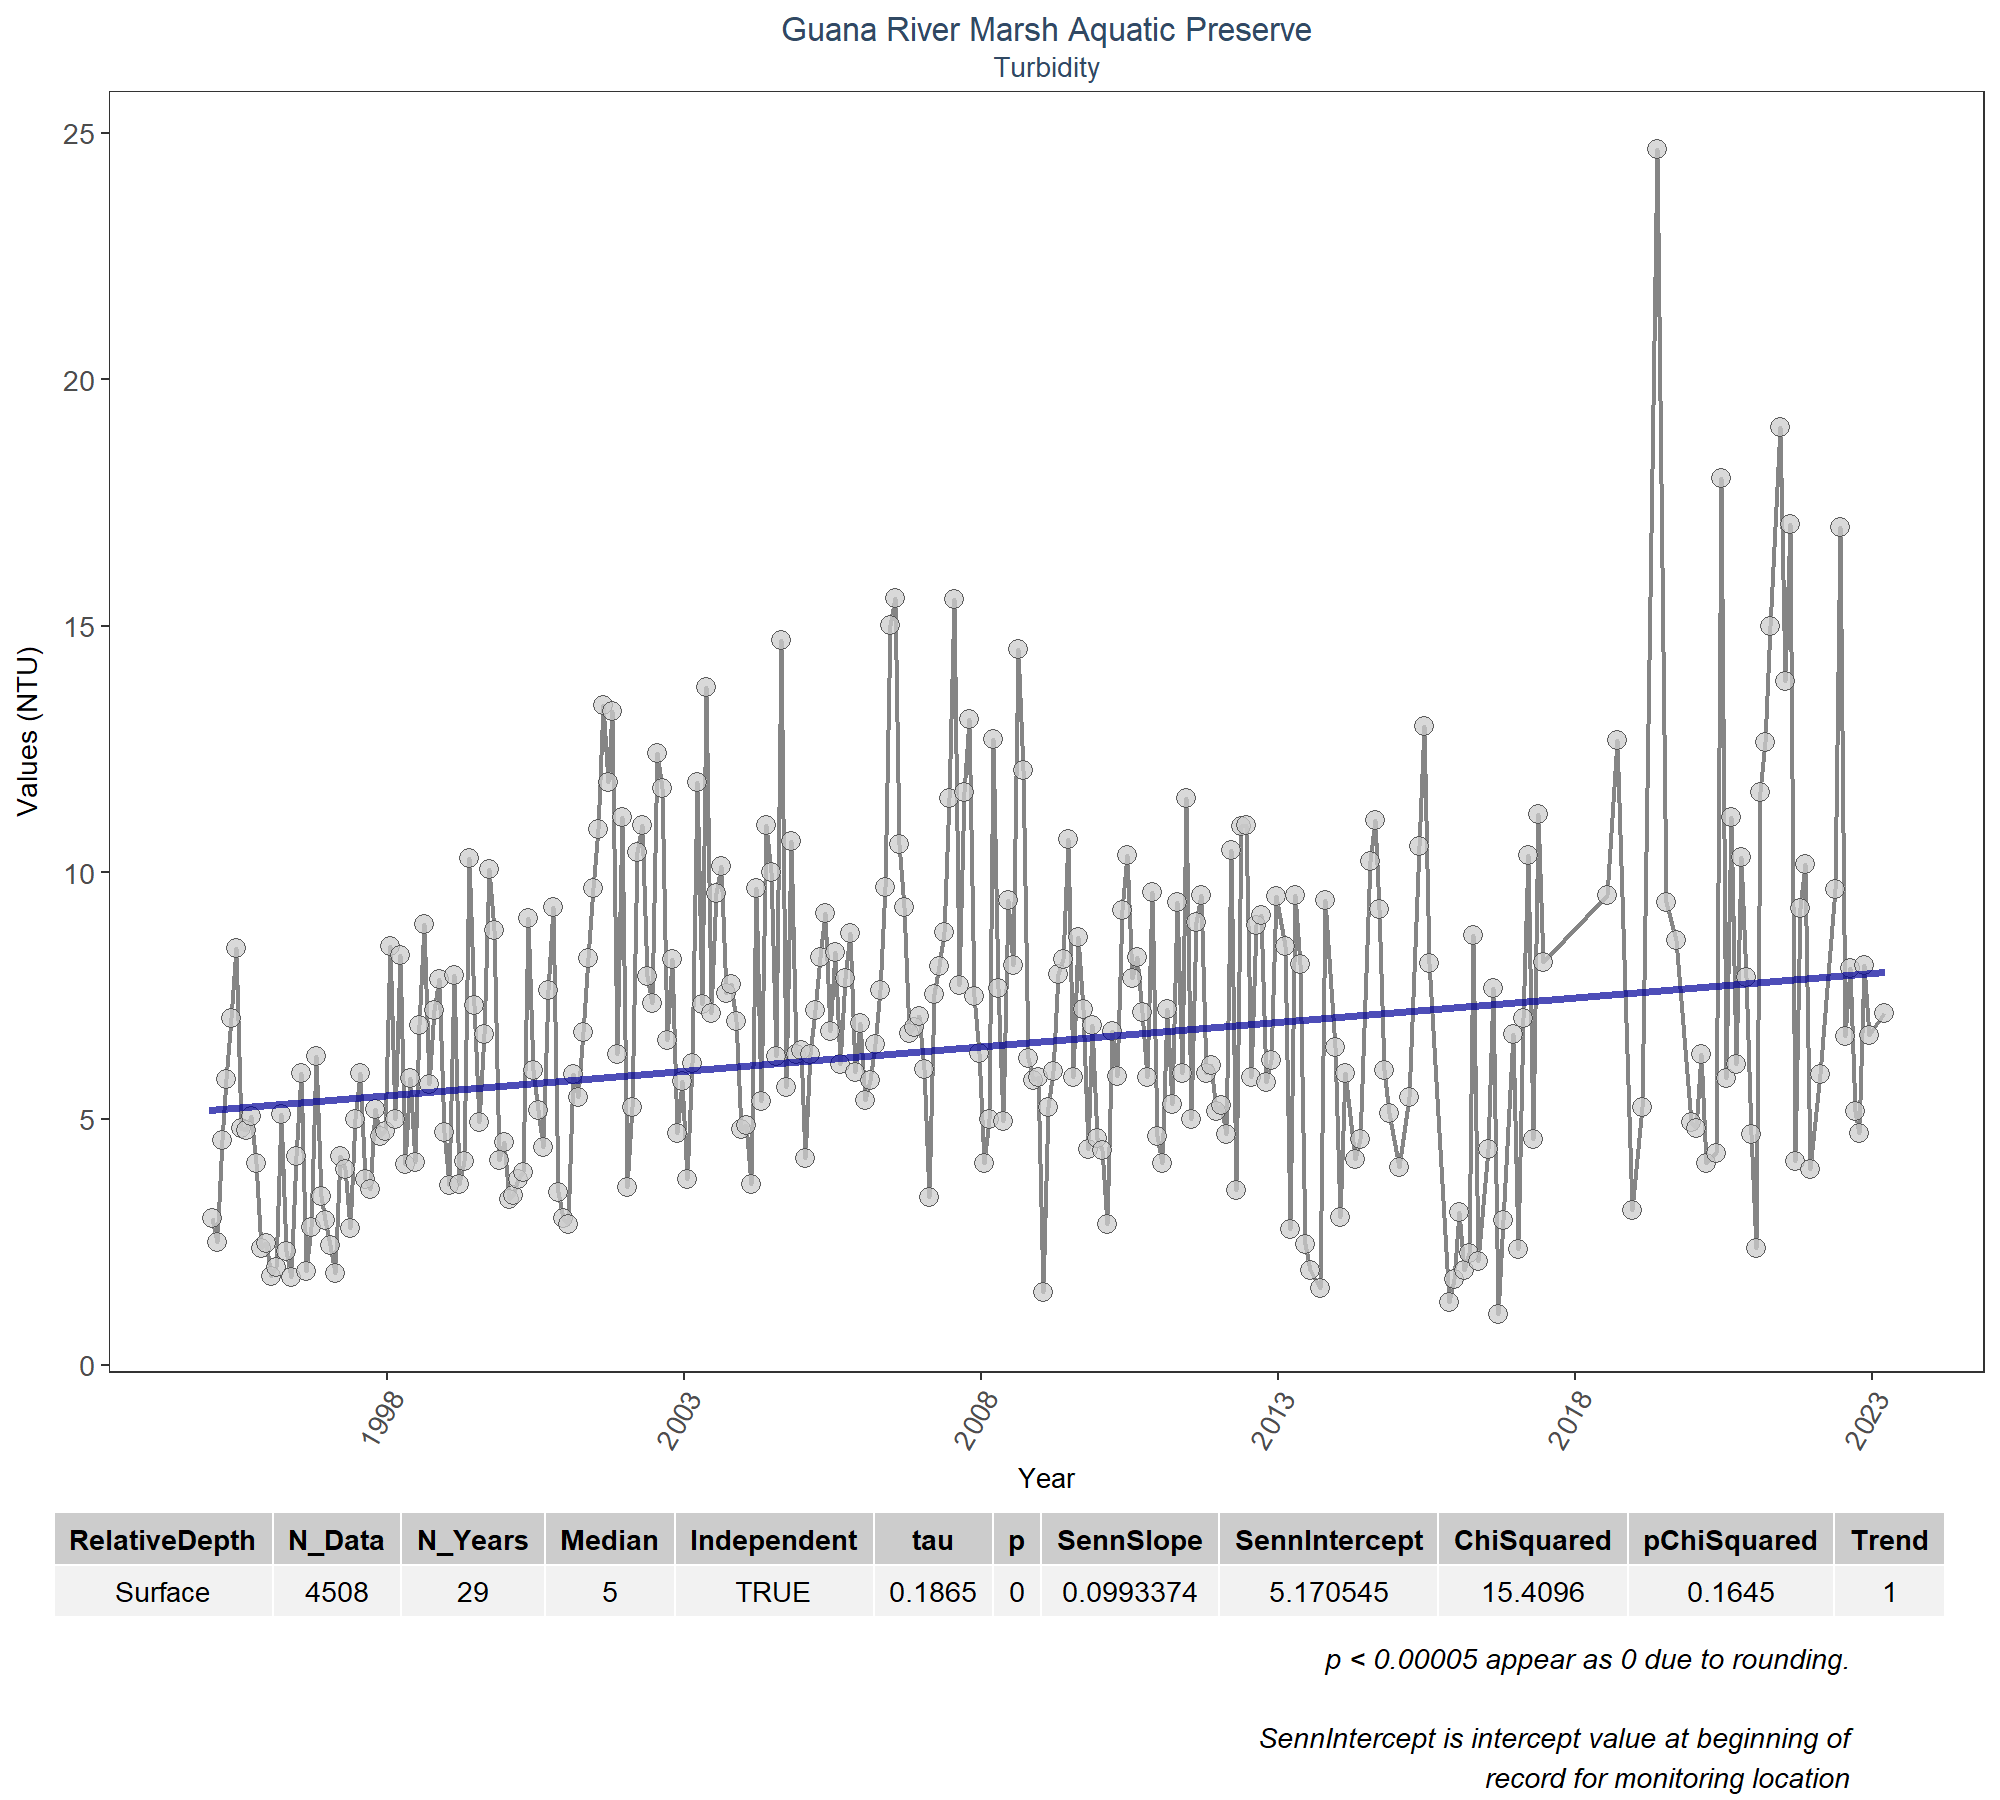 Guana River Marsh Aquatic Preserve
Turbidity
25
20
15
10
5
0
Values (NTU)
1998
2003
2008
2013
2018
2023
Year
RelativeDepth N_Data N_Years Median Independent tau p SennSlope SennIntercept ChiSquared pChiSquared Trend
Surface 4508 29 5 TRUE 0.1865 0 0.0993374 5.170545 15.4096 0.1645 1
p < 0.00005 appear as 0 due to rounding.
SennIntercept is intercept value at beginning of
record for monitoring location